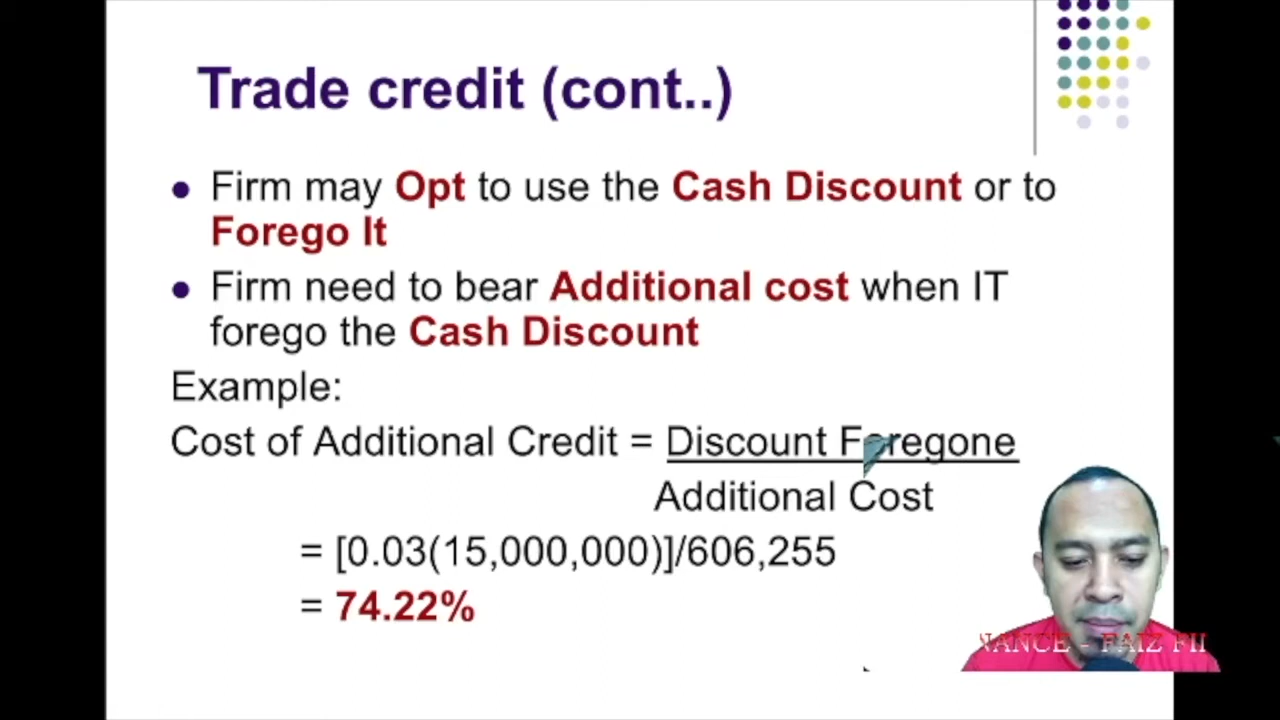 Trade credit (cont..)
Firm may Opt to use the Cash Discount or to
Forego It
Firm need to bear Additional cost when IT
forego the Cash Discount
Example:
Cost of Additional Credit = Discount Foregone
Additional Cost
= [0.03(15,000,000)]/606,255
= 74.22%